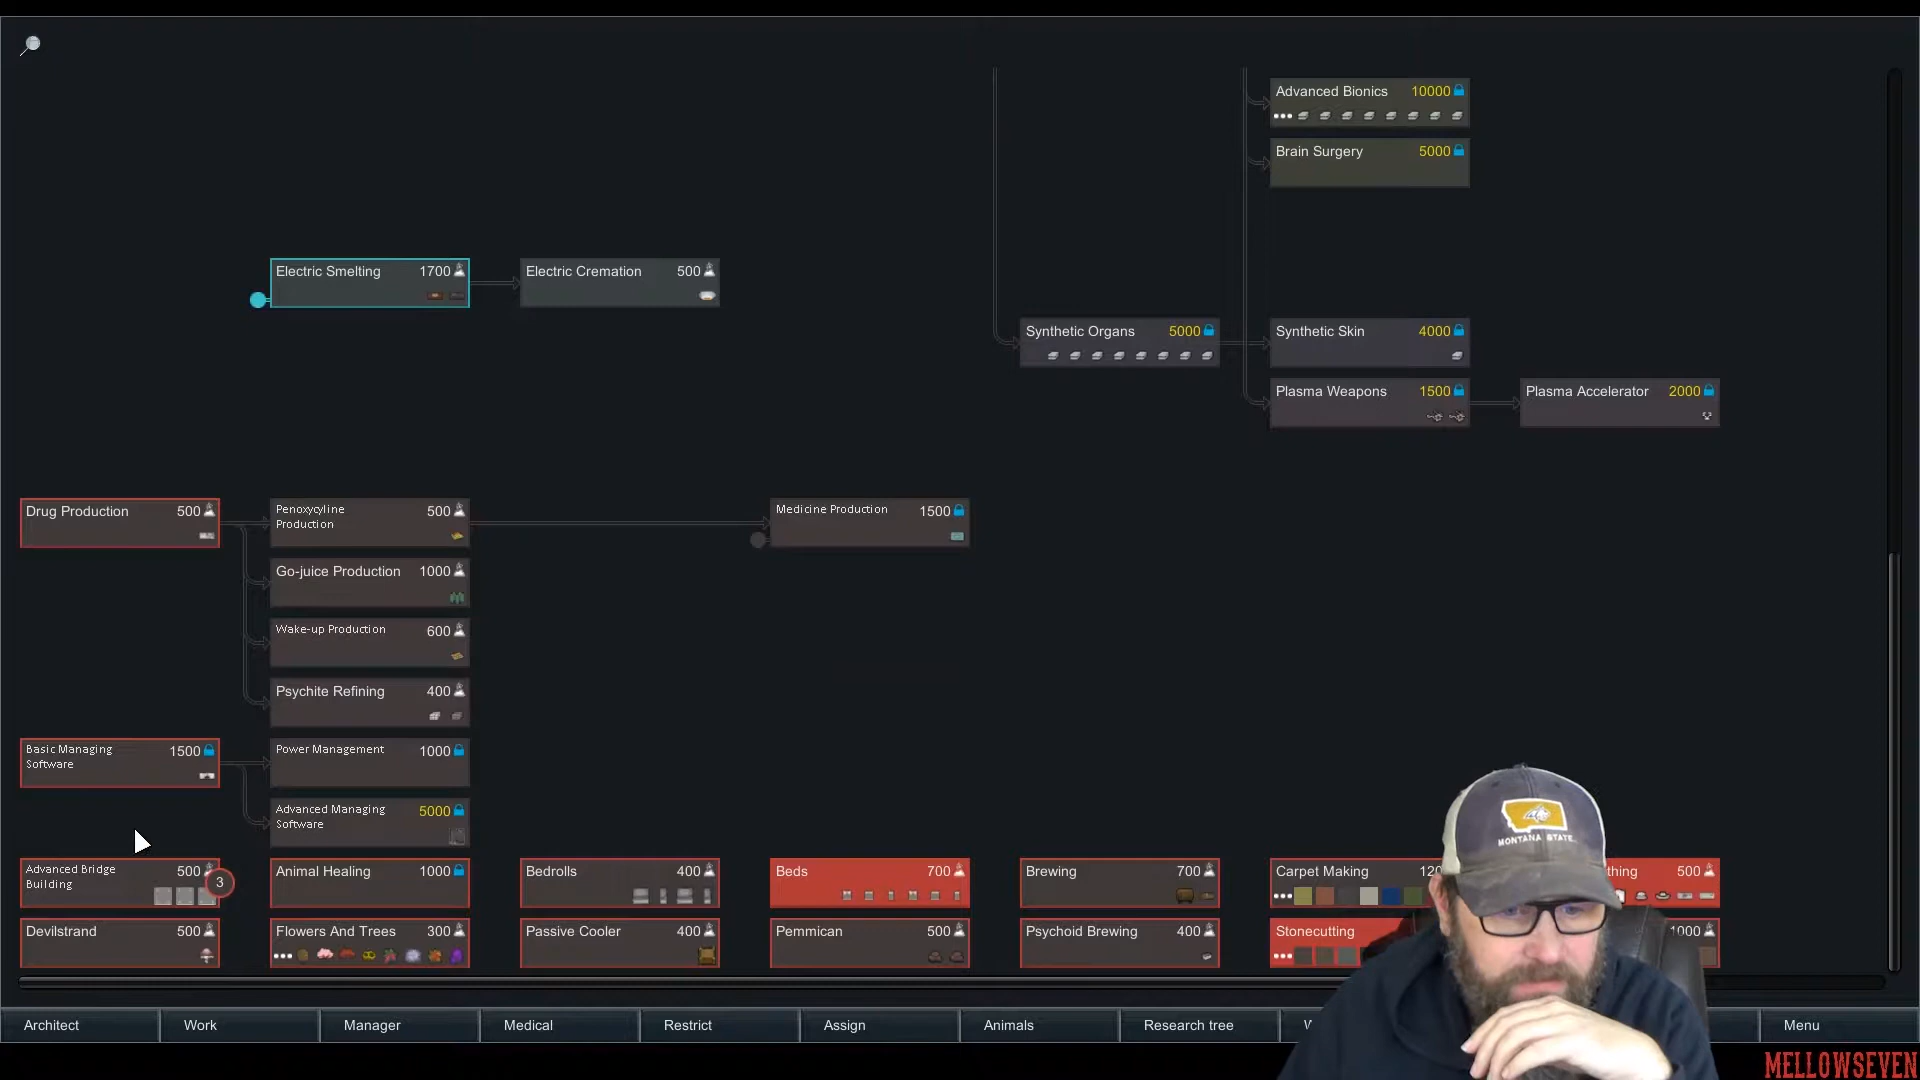 Advanced Bionics 10000
Brain Surgery 5000
Electric Smelting 1700
Electric Cremation 500
Synthetic Organs 5000
Synthetic Skin 4000
Plasma Weapons 1500
Plasma Accelerator 2000
Drug Production 500
Penoxycyline
Production
500
Medicine Production 1500
Go-juice Production 1000
Wake-up Production 600
Psychite Refining 400
Basic Managing
Software
1500
Power Management 1000
Advanced Managing
Software
5000
Advanced Bridge
Building
500
3
Animal Healing 1000
Bedrolls 400
Beds 700
Brewing 700
Carpet Making 120
thing 500
Devilstrand 500
Flowers And Trees 300
Passive Cooler 400
Pemmican 500
Psychoid Brewing 400
Stonecutting
1000
MONTANA STATE
Architect
Work
Manager
Medical
Restrict
Assign
Animals
Research tree
Menu
MELLOWSEVEN